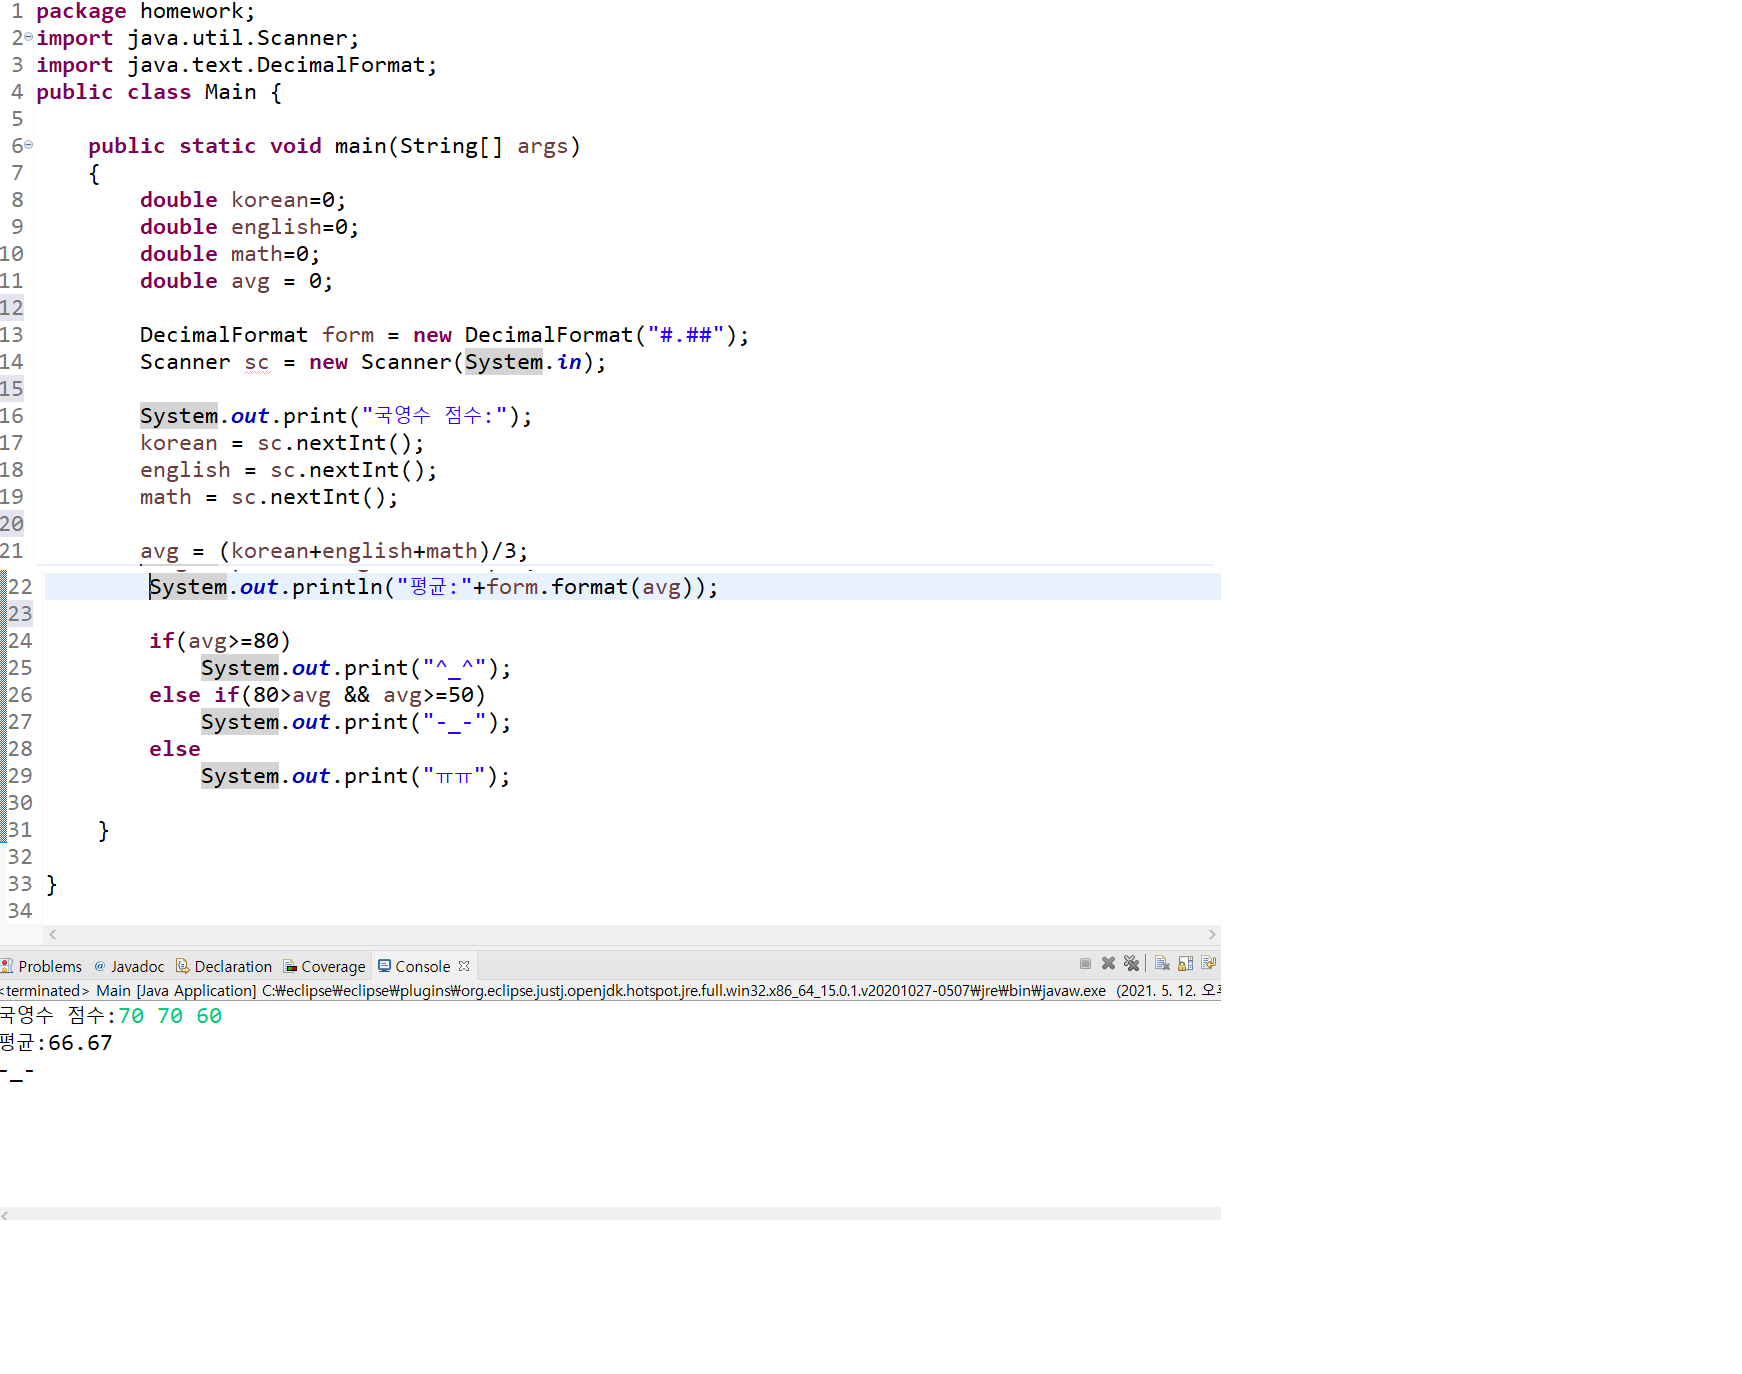 1 package homework;
2 import java.util.Scanner;
3 import java.text.DecimalFormat;
4 public class Main {
5
6 public static void main(String[] args)
7 {
8 double korean=0;
9 double english=0;
10 double math=0;
11 double avg = 0;
12
13 DecimalFormat form = new DecimalFormat("#.##");
14 Scanner sc = new Scanner(System.in);
15
16 System.out.print("국영수 점수:");
17 korean = sc.nextInt();
18 english = sc.nextInt();
19 math = sc.nextInt();
20
21 avg = (korean+english+math)/3;
22 System.out.println("평균:"+form.format(avg));
23
24 if(avg>=80)
25 System.out.print("^_^");
26 else if(80>avg && avg>=50)
27 System.out.print("-_-");
28 else
29 System.out.print("ㅠㅠ");
30
31 }
32
33 }
34
Problems @ Javadoc Declaration Coverage Console
<terminated> Main [Java Application] C:₩eclipse₩eclipse₩plugins₩org.eclipse.justj.openjdk.hotspot.jre.full.win32.x86_64_15.0.1.v20201027-0507₩jre₩bin₩javaw.exe (2021. 5. 12.
국영수 점수:70 70 60
평균:66.67
-_-